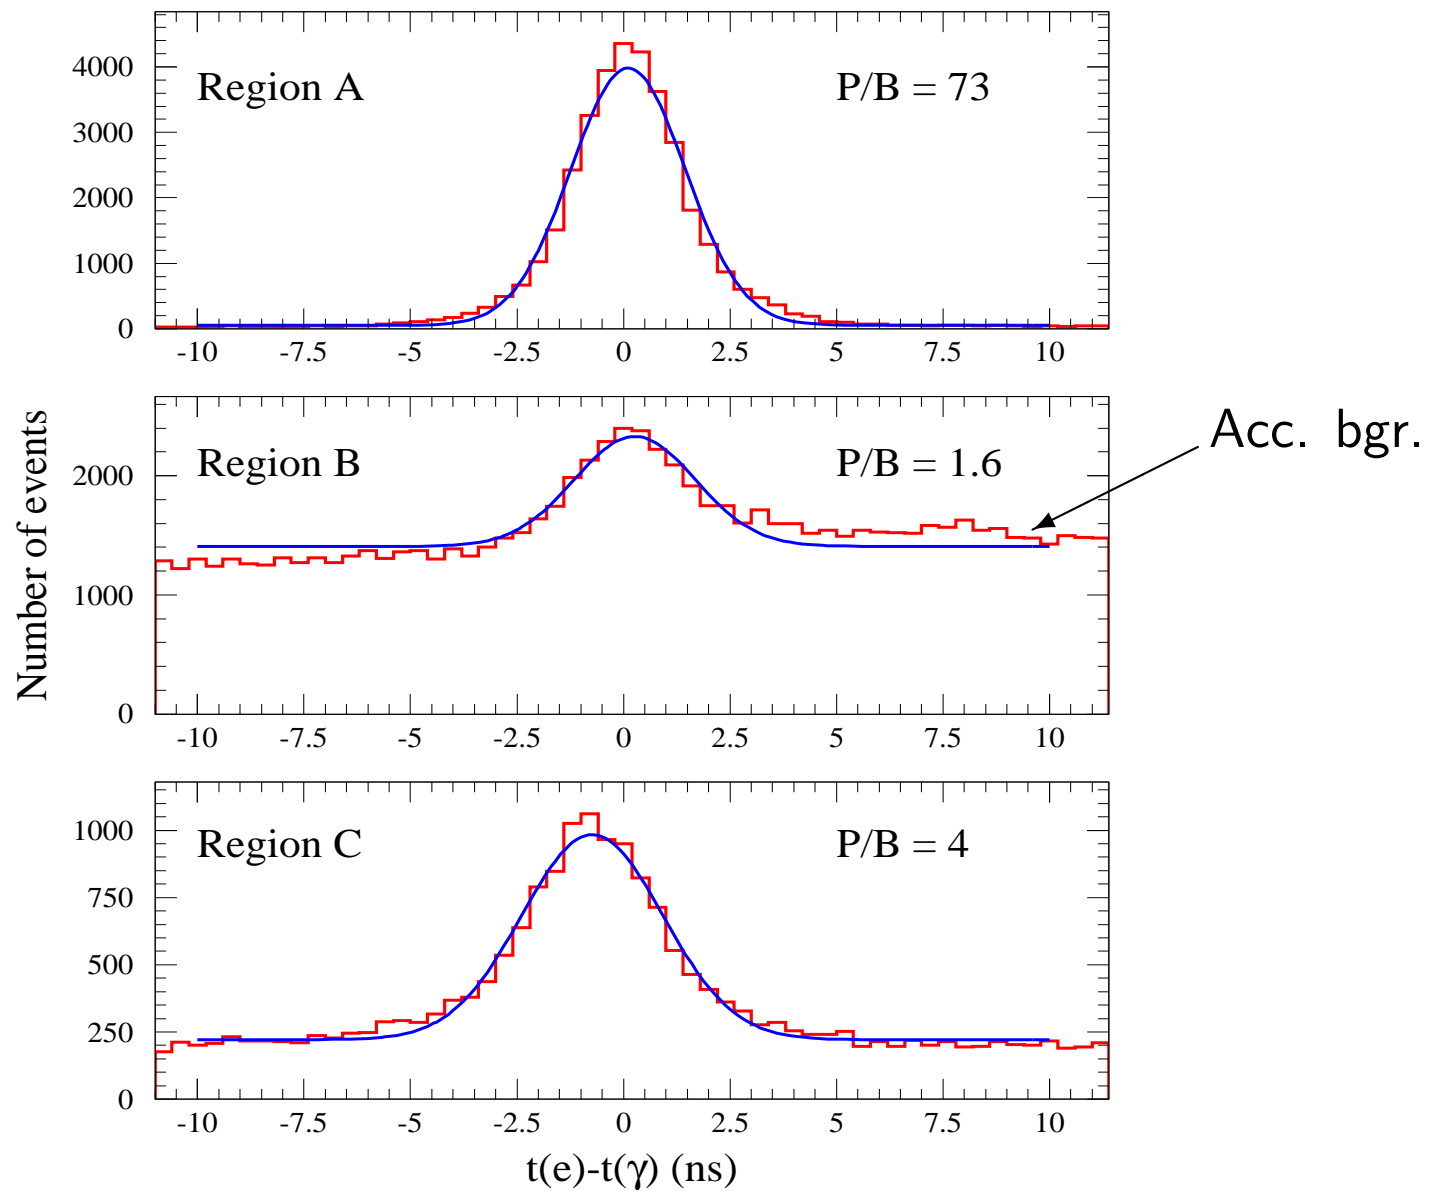 Region A
P/B = 73
4000
3000
2000
1000
0
-10 -7.5 -5 -2.5 0 2.5 5 7.5 10
Region B
P/B = 1.6
Acc. bgr.
2000
1000
0
-10 -7.5 -5 -2.5 0 2.5 5 7.5 10
Number of events
Region C
P/B = 4
1000
750
500
250
0
-10 -7.5 -5 -2.5 0 2.5 5 7.5 10
t(e)-t(γ) (ns)